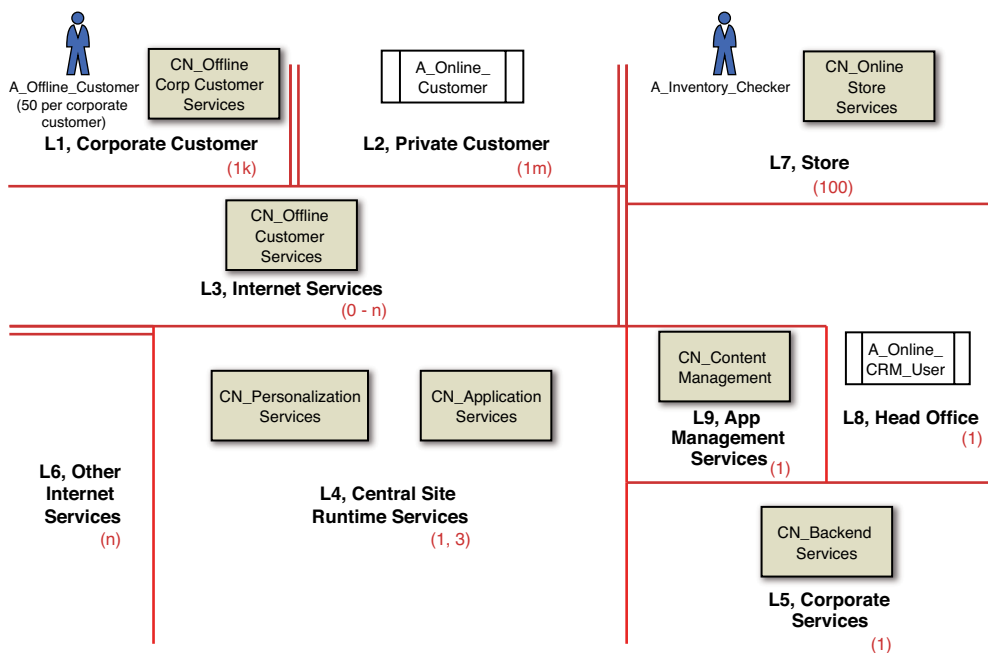 A_Offline_Customer
(50 per corporate
customer)
CN_Offline
Corp Customer
Services
L1, Corporate Customer
(1k)
A_Online_
Customer
L2, Private Customer
(1m)
A_Inventory_Checker
CN_Online
Store
Services
L7, Store
(100)
CN_Offline
Customer
Services
L3, Internet Services
(0 - n)
L6, Other
Internet
Services
(n)
CN_Personalization
Services
CN_Application
Services
L4, Central Site
Runtime Services
(1, 3)
CN_Content
Management
L9, App
Management
Services
(1)
A_Online_
CRM_User
L8, Head Office
(1)
CN_Backend
Services
L5, Corporate
Services
(1)